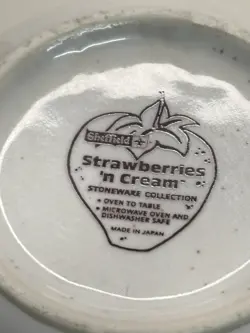 Sheffield
Strawberries
'n Cream
STONEWARE COLLECTION
• OVEN TO TABLE
• MICROWAVE OVEN AND
DISHWASHER SAFE
MADE IN JAPAN